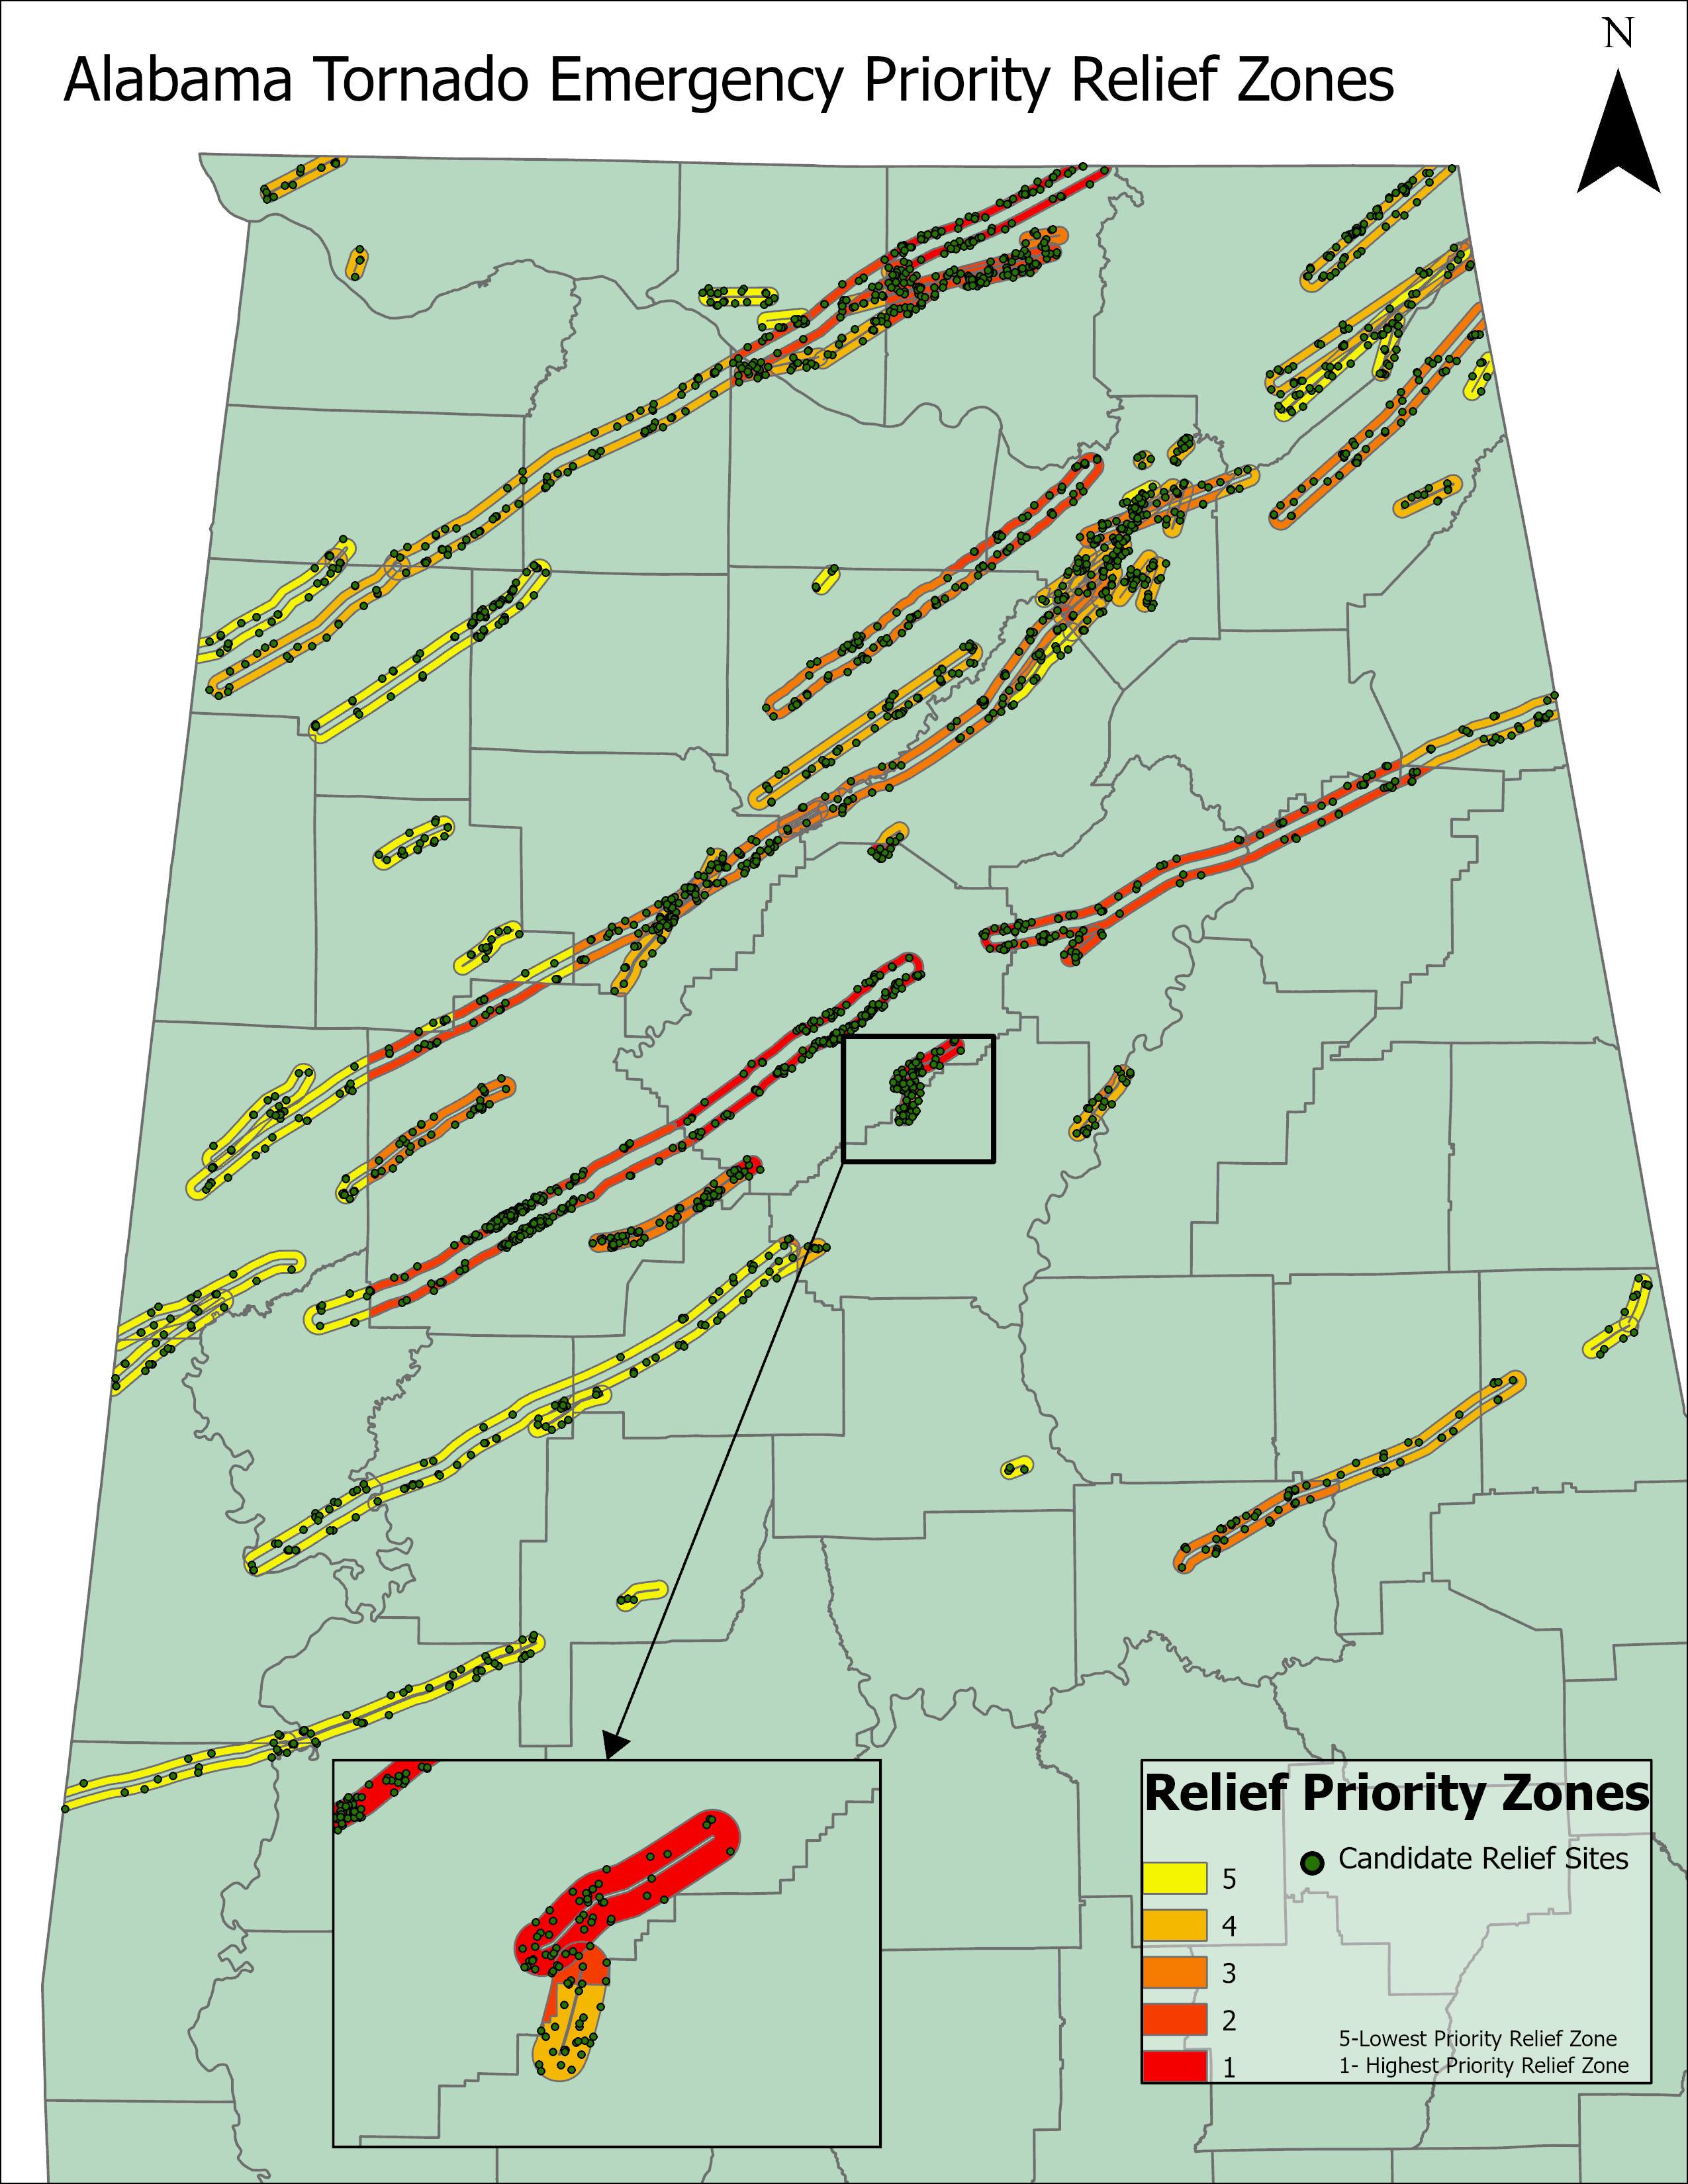 N
Alabama Tornado Emergency Priority Relief Zones
Relief Priority Zones
Candidate Relief Sites
5
4
3
2
1
5-Lowest Priority Relief Zone
1- Highest Priority Relief Zone